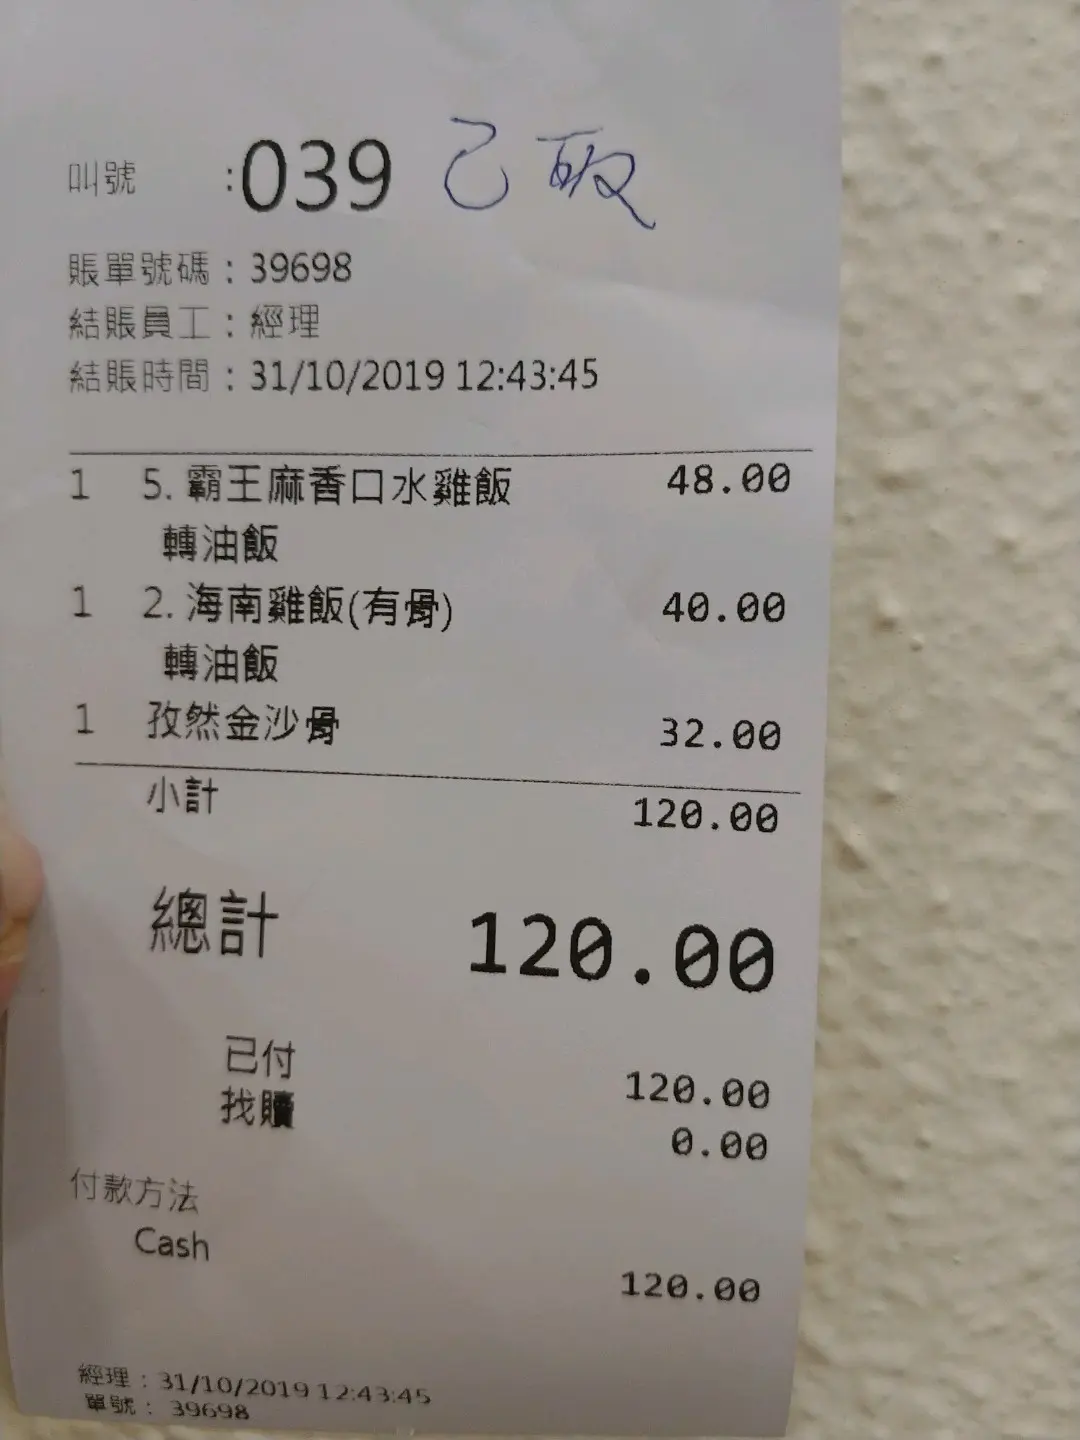 叫號 :039 已取
賬單號碼：39698
結賬員工：經理
結賬時間：31/10/2019 12:43:45
1 5. 霸王麻香口水雞飯 48.00
轉油飯
1 2. 海南雞飯(有骨) 40.00
轉油飯
1 孜然金沙骨 32.00
小計 120.00
總計 120.00
已付 120.00
找贖 0.00
付款方法
Cash
120.00
經理：31/10/2019 12:43:45
單號： 39698